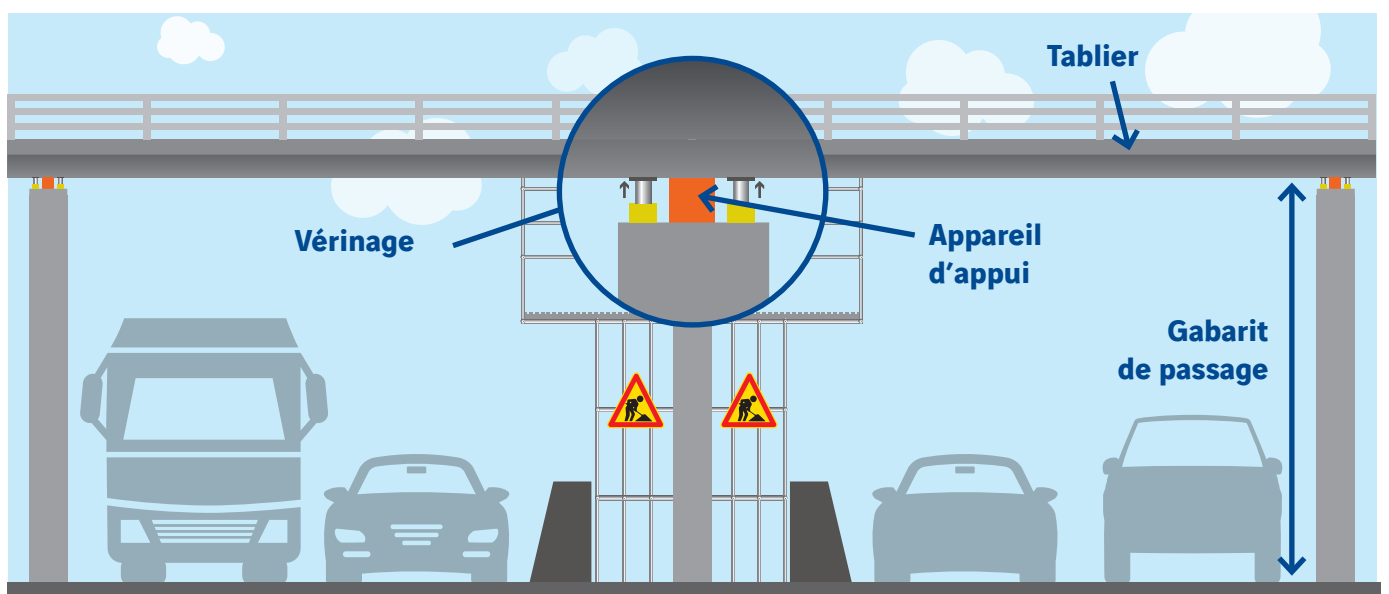 Tablier
Vérinage
Appareil
d’appui
Gabarit
de passage